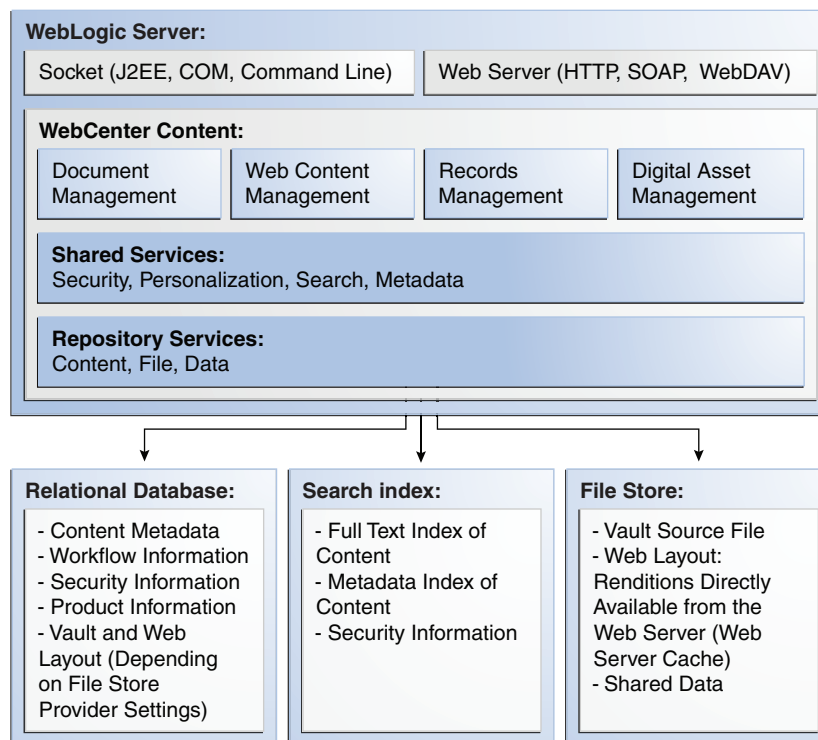 WebLogic Server:
Socket (J2EE, COM, Command Line)
Web Server (HTTP, SOAP, WebDAV)
WebCenter Content:
Document
Management
Web Content
Management
Records
Management
Digital Asset
Management
Shared Services:
Security, Personalization, Search, Metadata
Repository Services:
Content, File, Data
Relational Database:
- Content Metadata
- Workflow Information
- Security Information
- Product Information
- Vault and Web
Layout (Depending
on File Store
Provider Settings)
Search index:
- Full Text Index of
Content
- Metadata Index of
Content
- Security Information
File Store:
- Vault Source File
- Web Layout:
Renditions Directly
Available from the
Web Server (Web
Server Cache)
- Shared Data